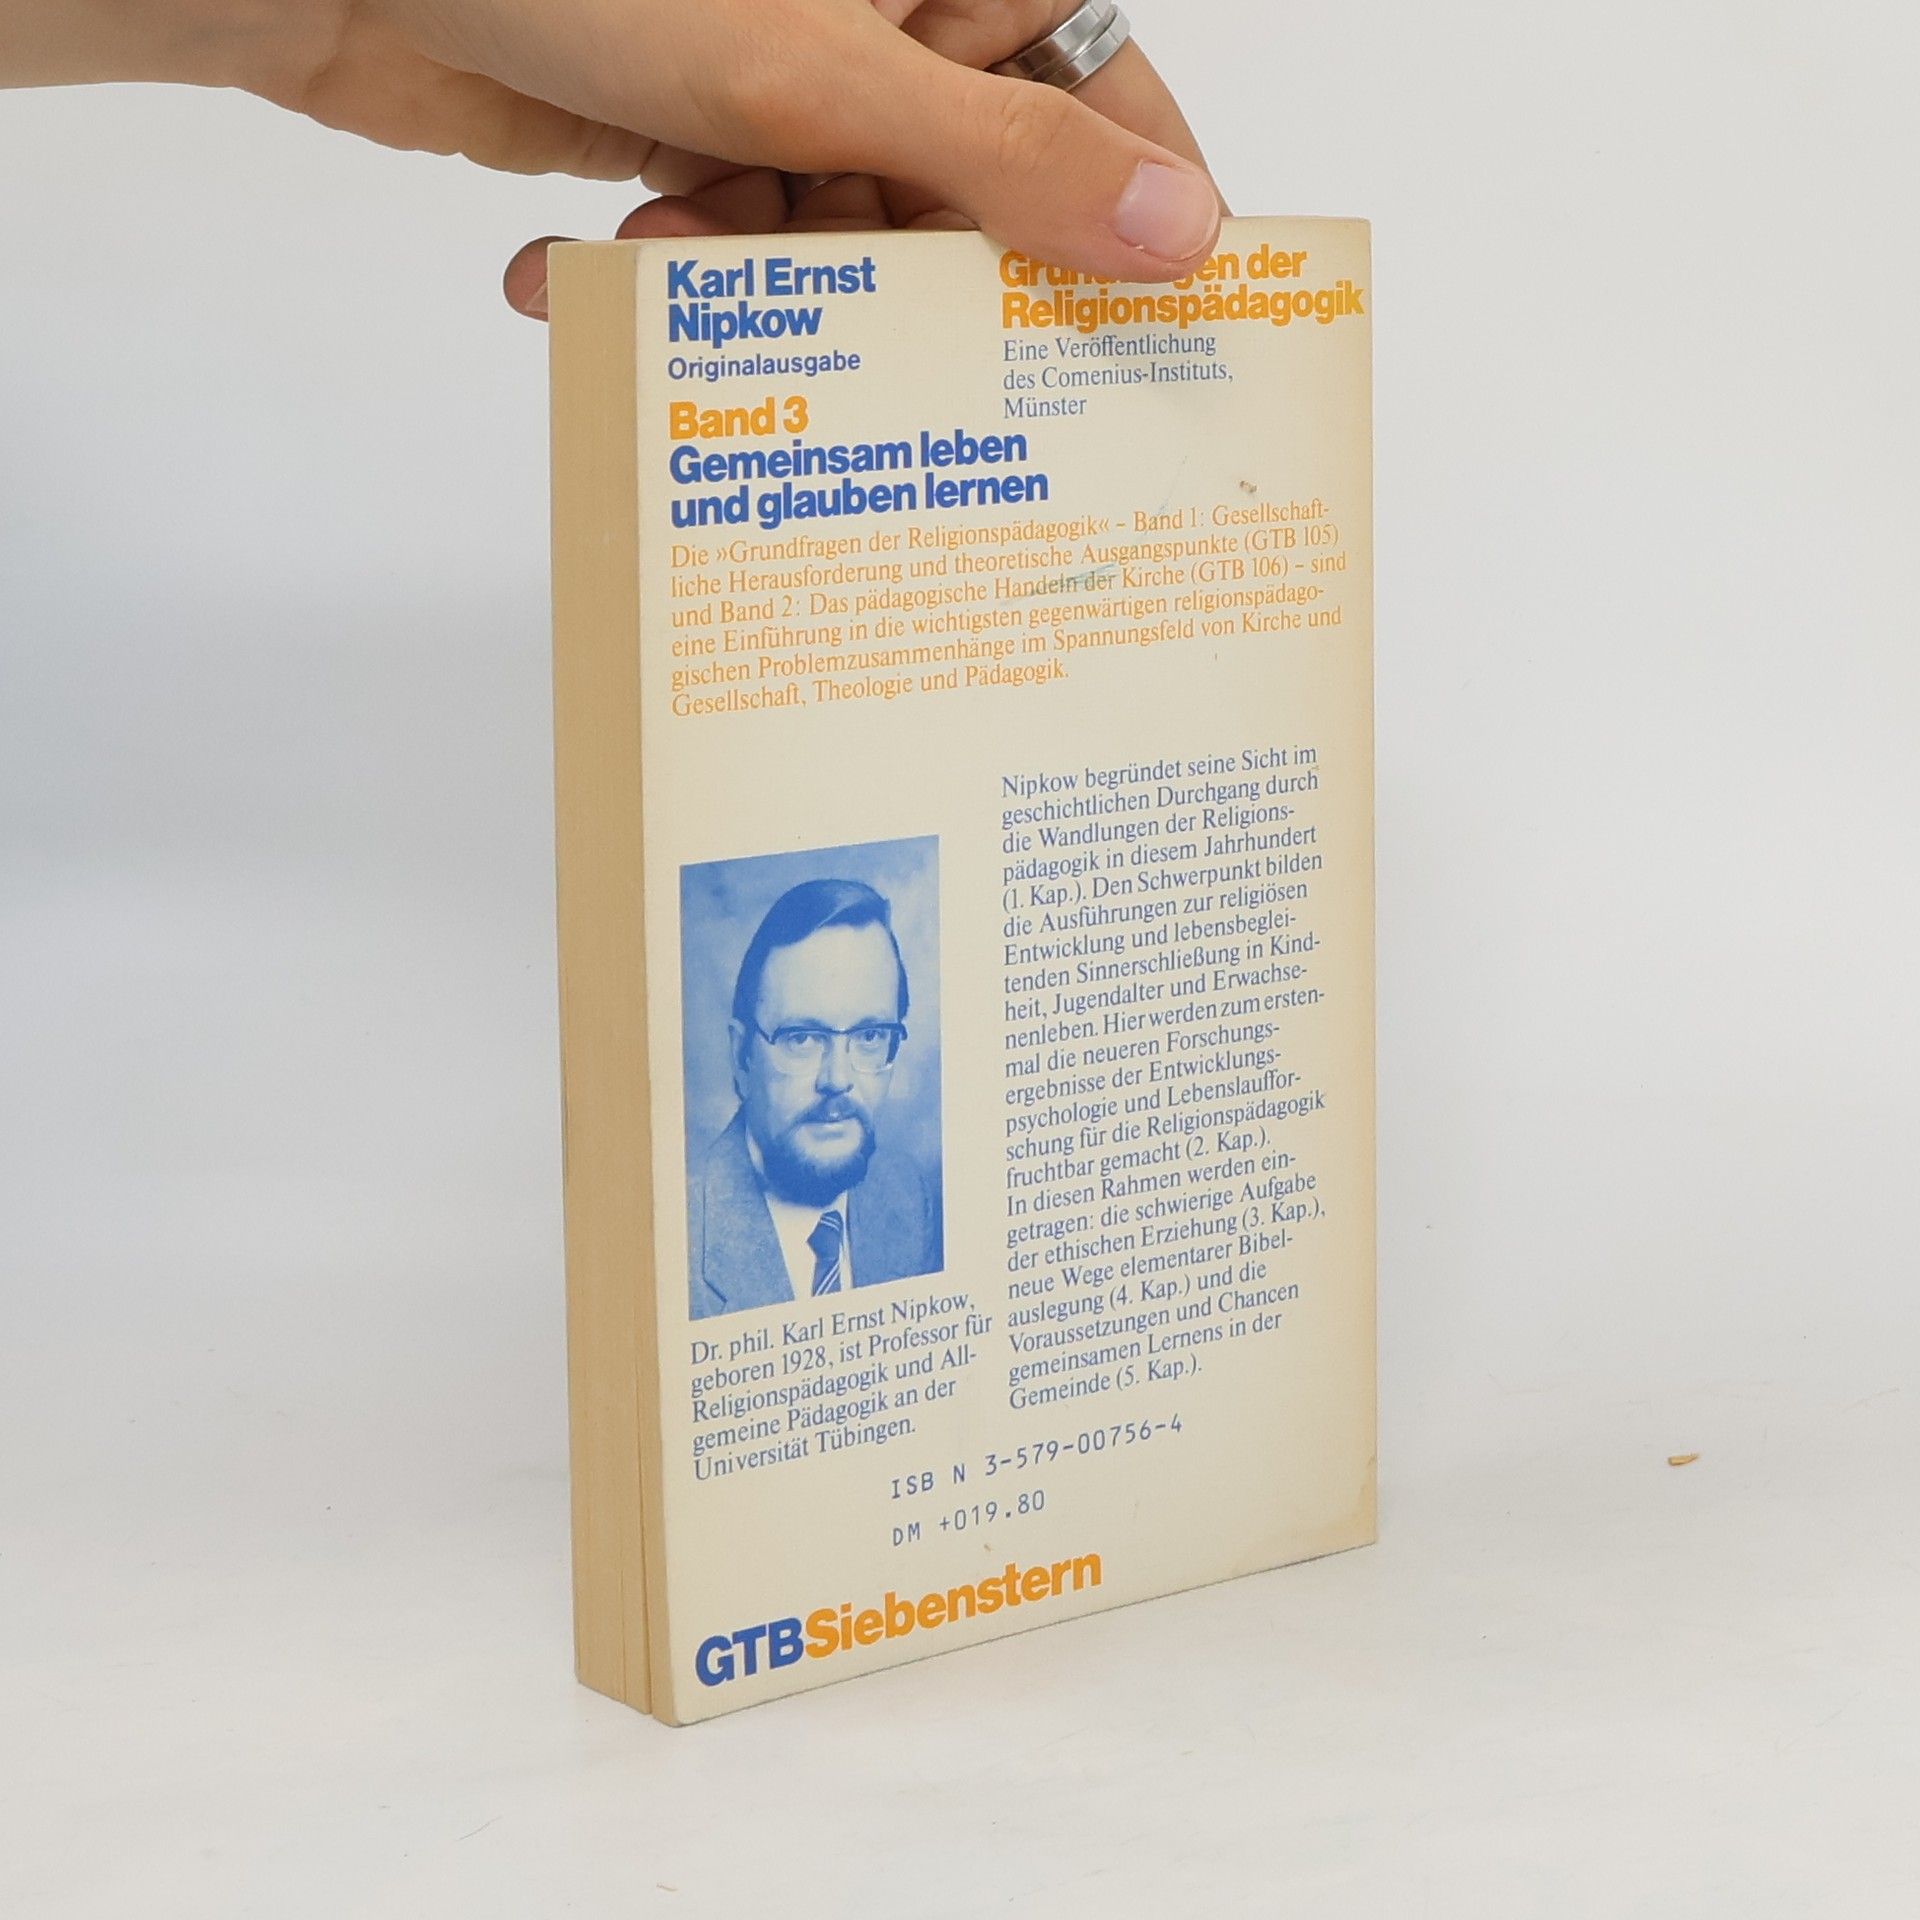 Karl Ernst
Nipkow
Originalausgabe
Grundfragen der
Religionspädagogik
Eine Veröffentlichung
des Comenius-Instituts,
Münster
Band 3
Gemeinsam leben
und glauben lernen
Die »Grundfragen der Religionspädagogik« – Band 1: Gesellschaft-
liche Herausforderung und theoretische Ausgangspunkte (GTB 105)
und Band 2: Das pädagogische Handeln der Kirche (GTB 106) – sind
eine Einführung in die wichtigsten gegenwärtigen religionspädago-
gischen Problemzusammenhänge im Spannungsfeld von Kirche und
Gesellschaft, Theologie und Pädagogik.
Nipkow begründet seine Sicht im
geschichtlichen Durchgang durch
die Wandlungen der Religions-
pädagogik in diesem Jahrhundert
(1. Kap.). Den Schwerpunkt bilden
die Ausführungen zur religiösen
Entwicklung und lebensbeglei-
tenden Sinnerschließung in Kind-
heit, Jugendalter und Erwachse-
nenleben. Hier werden zum ersten-
mal die neueren Forschungs-
ergebnisse der Entwicklungs-
psychologie und Lebenslauffor-
schung für die Religionspädagogik
fruchtbar gemacht (2. Kap.).
In diesen Rahmen werden ein-
getragen: die schwierige Aufgabe
der ethischen Erziehung (3. Kap.),
neue Wege elementarer Bibel-
auslegung (4. Kap.) und die
Voraussetzungen und Chancen
gemeinsamen Lernens in der
Gemeinde (5. Kap.).
Dr. phil. Karl Ernst Nipkow,
geboren 1928, ist Professor für
Religionspädagogik und All-
gemeine Pädagogik an der
Universität Tübingen.
ISB N 3-579-00756-4
DM +019.80
GTBSiebenstern